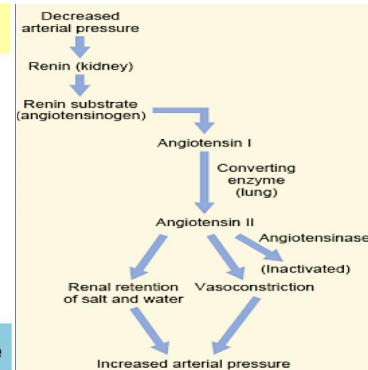 Decreased
arterial pressure
Renin (kidney)
Renin substrate
(angiotensinogen)
Angiotensin I
Converting
enzyme
(lung)
Angiotensin II
Angiotensinase
(Inactivated)
Renal retention
of salt and water
Vasoconstriction
Increased arterial pressure
e